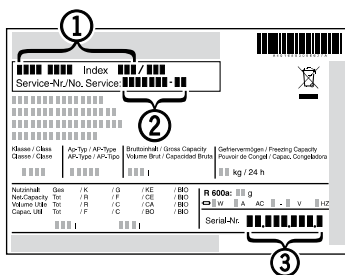 1
Index /
Service-Nr./No. Service: -
2
Klasse / Class Ap-Typ / AP-Type Bruttoinhalt / Gross Capacity Gefriervermögen / Freezing Capacity
Classe / Clase AP-Type / AP-Tipo Volume Brut / Capacidad Bruta Pouvoir de Congel / Capac. Congeladora
l kg / 24 h
Nutzinhalt Ges / K / G / KE / BIO
Net.Capacity Tot / R / F / CE / BIO
Volume Utile Tot / R / C / CA / BIO
Capac. Util Tot / F / C / BO / BIO
l l
R 600a: g
W A AC - V HZ
Serial-Nr.
3